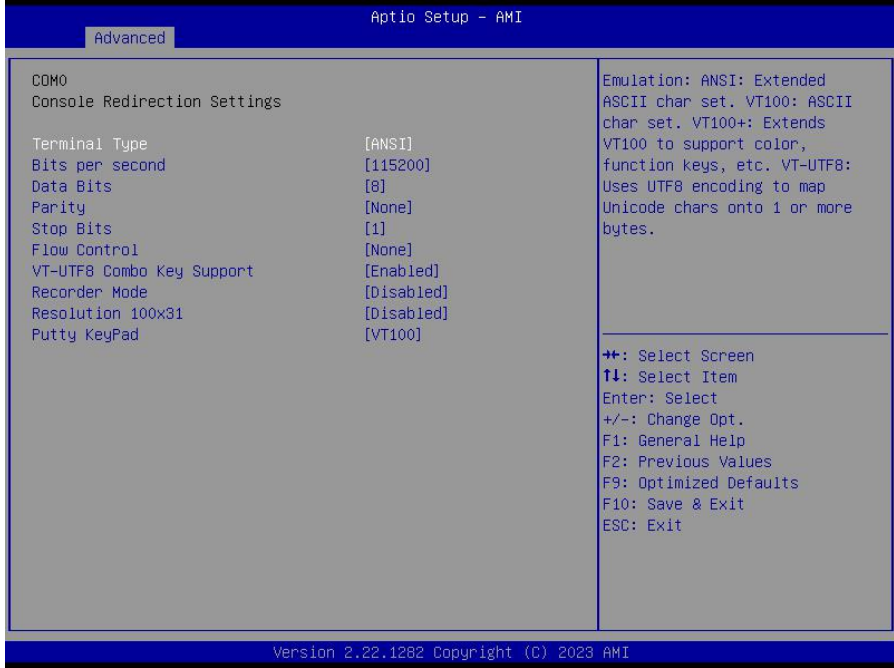 Aptio Setup - AMI
Advanced
COM0
Console Redirection Settings
Terminal Type [ANSI]
Bits per second [115200]
Data Bits [8]
Parity [None]
Stop Bits [1]
Flow Control [None]
VT-UTF8 Combo Key Support [Enabled]
Recorder Mode [Disabled]
Resolution 100x31 [Disabled]
Putty KeyPad [VT100]
Emulation: ANSI: Extended
ASCII char set. VT100: ASCII
char set. VT100+: Extends
VT100 to support color,
function keys, etc. VT-UTF8:
Uses UTF8 encoding to map
Unicode chars onto 1 or more
bytes.
→←: Select Screen
↑↓: Select Item
Enter: Select
+/-: Change Opt.
F1: General Help
F2: Previous Values
F9: Optimized Defaults
F10: Save & Exit
ESC: Exit
Version 2.22.1282 Copyright (C) 2023 AMI